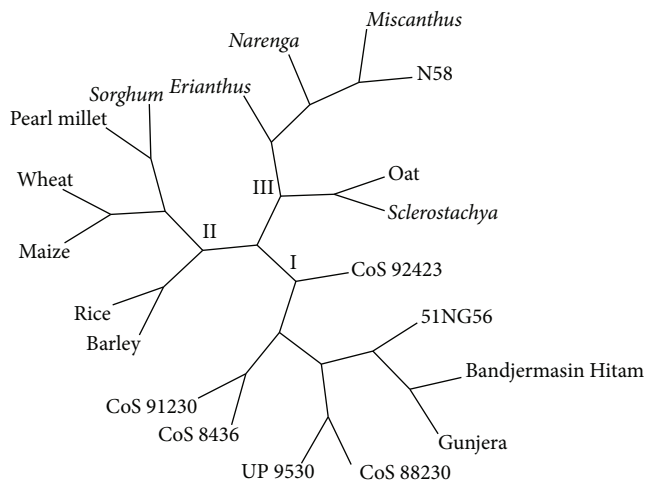 Miscanthus
Narenga
N58
Erianthus
Sorghum
Pearl millet
Oat
Wheat
III
Sclerostachya
II
Maize
I
CoS 92423
Rice
51NG56
Barley
Bandjermasin Hitam
CoS 91230
CoS 8436
Gunjera
UP 9530
CoS 88230